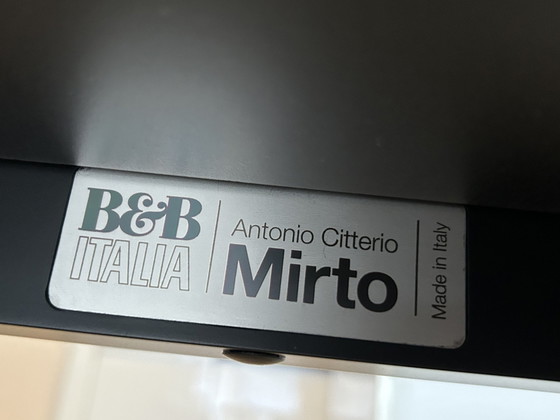 B&B
ITALIA
Antonio Citterio
Mirto
Made in Italy